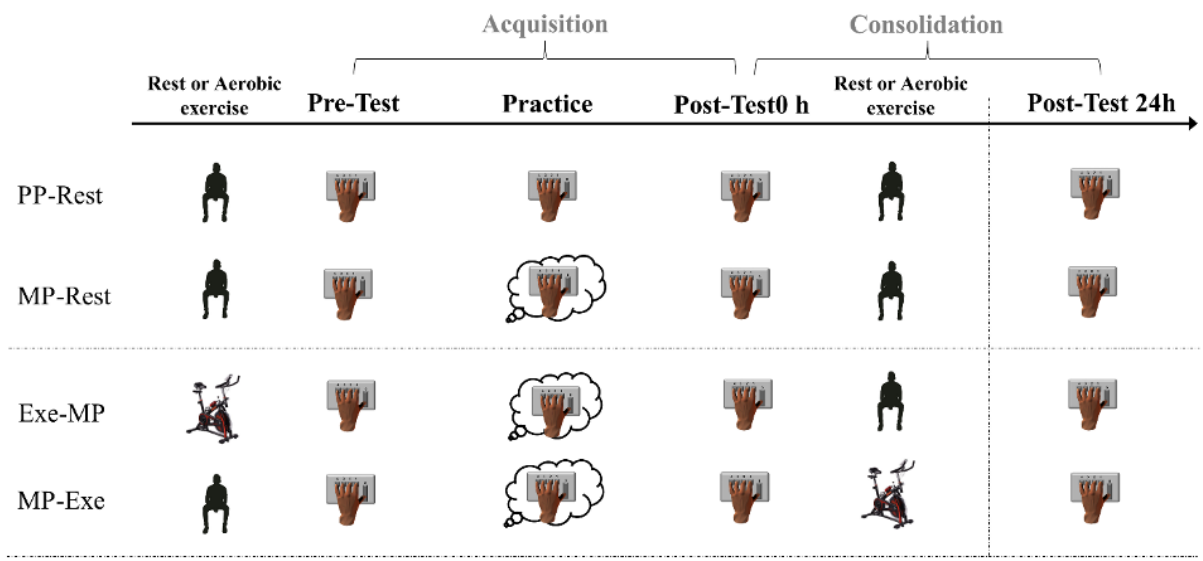 Acquisition
Consolidation
Rest or Aerobic
exercise
Pre-Test
Practice
Post-Test0 h
Rest or Aerobic
exercise
Post-Test 24h
PP-Rest
MP-Rest
Exe-MP
MP-Exe